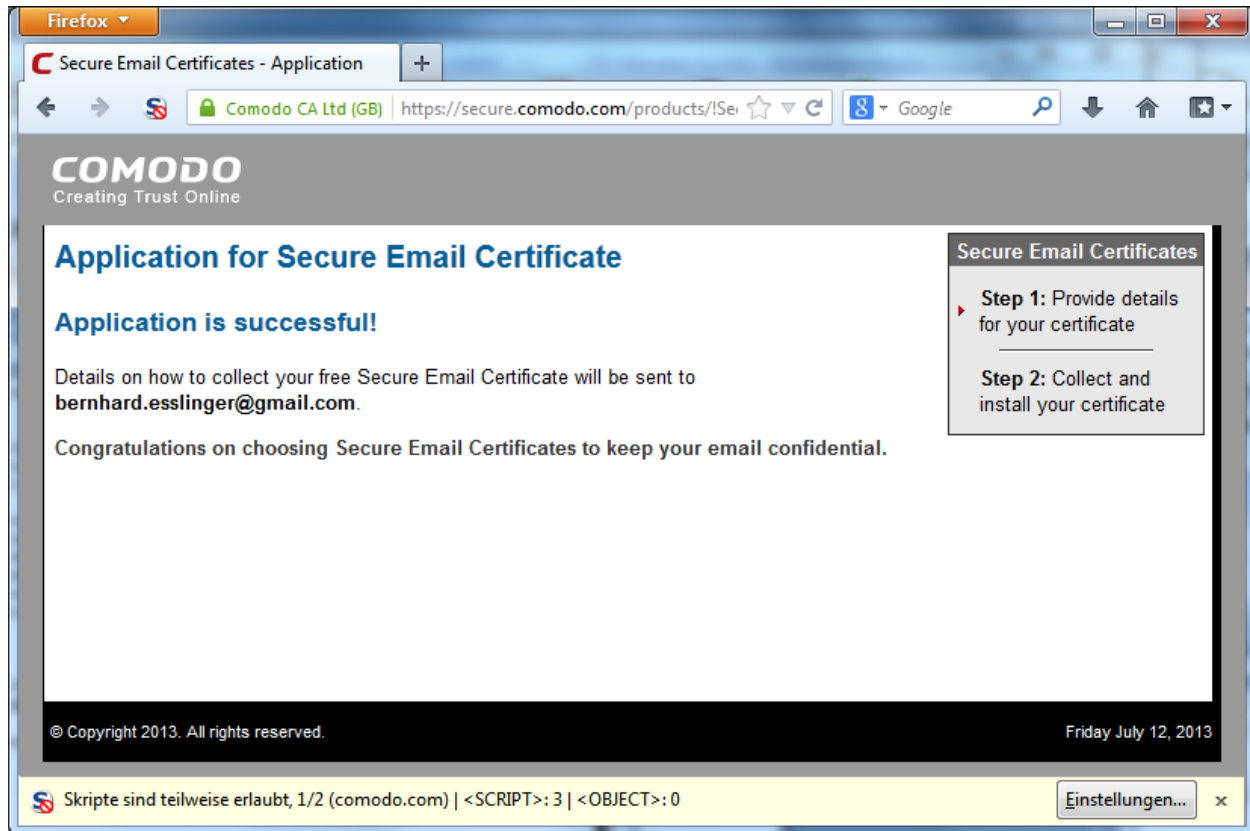 Firefox
Secure Email Certificates - Application
Comodo CA Ltd (GB) https://secure.comodo.com/products/!Se
Google
COMODO
Creating Trust Online
Application for Secure Email Certificate
Application is successful!
Details on how to collect your free Secure Email Certificate will be sent to
bernhard.esslinger@gmail.com.
Congratulations on choosing Secure Email Certificates to keep your email confidential.
Secure Email Certificates
Step 1: Provide details
for your certificate
Step 2: Collect and
install your certificate
© Copyright 2013. All rights reserved.
Friday July 12, 2013
Skripte sind teilweise erlaubt, 1/2 (comodo.com) | <SCRIPT>: 3 | <OBJECT>: 0
Einstellungen...